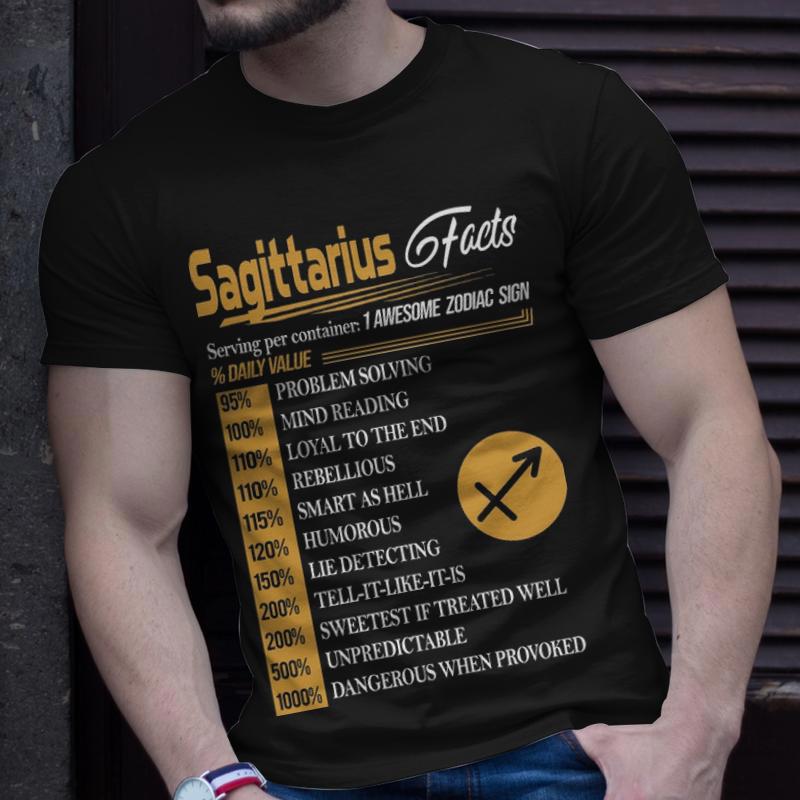 Sagittarius Facts
Serving per container: 1 AWESOME ZODIAC SIGN
% DAILY VALUE
95% PROBLEM SOLVING
100% MIND READING
110% LOYAL TO THE END
110% REBELLIOUS
115% SMART AS HELL
120% HUMOROUS
150% LIE DETECTING
200% TELL-IT-LIKE-IT-IS
200% SWEETEST IF TREATED WELL
500% UNPREDICTABLE
1000% DANGEROUS WHEN PROVOKED